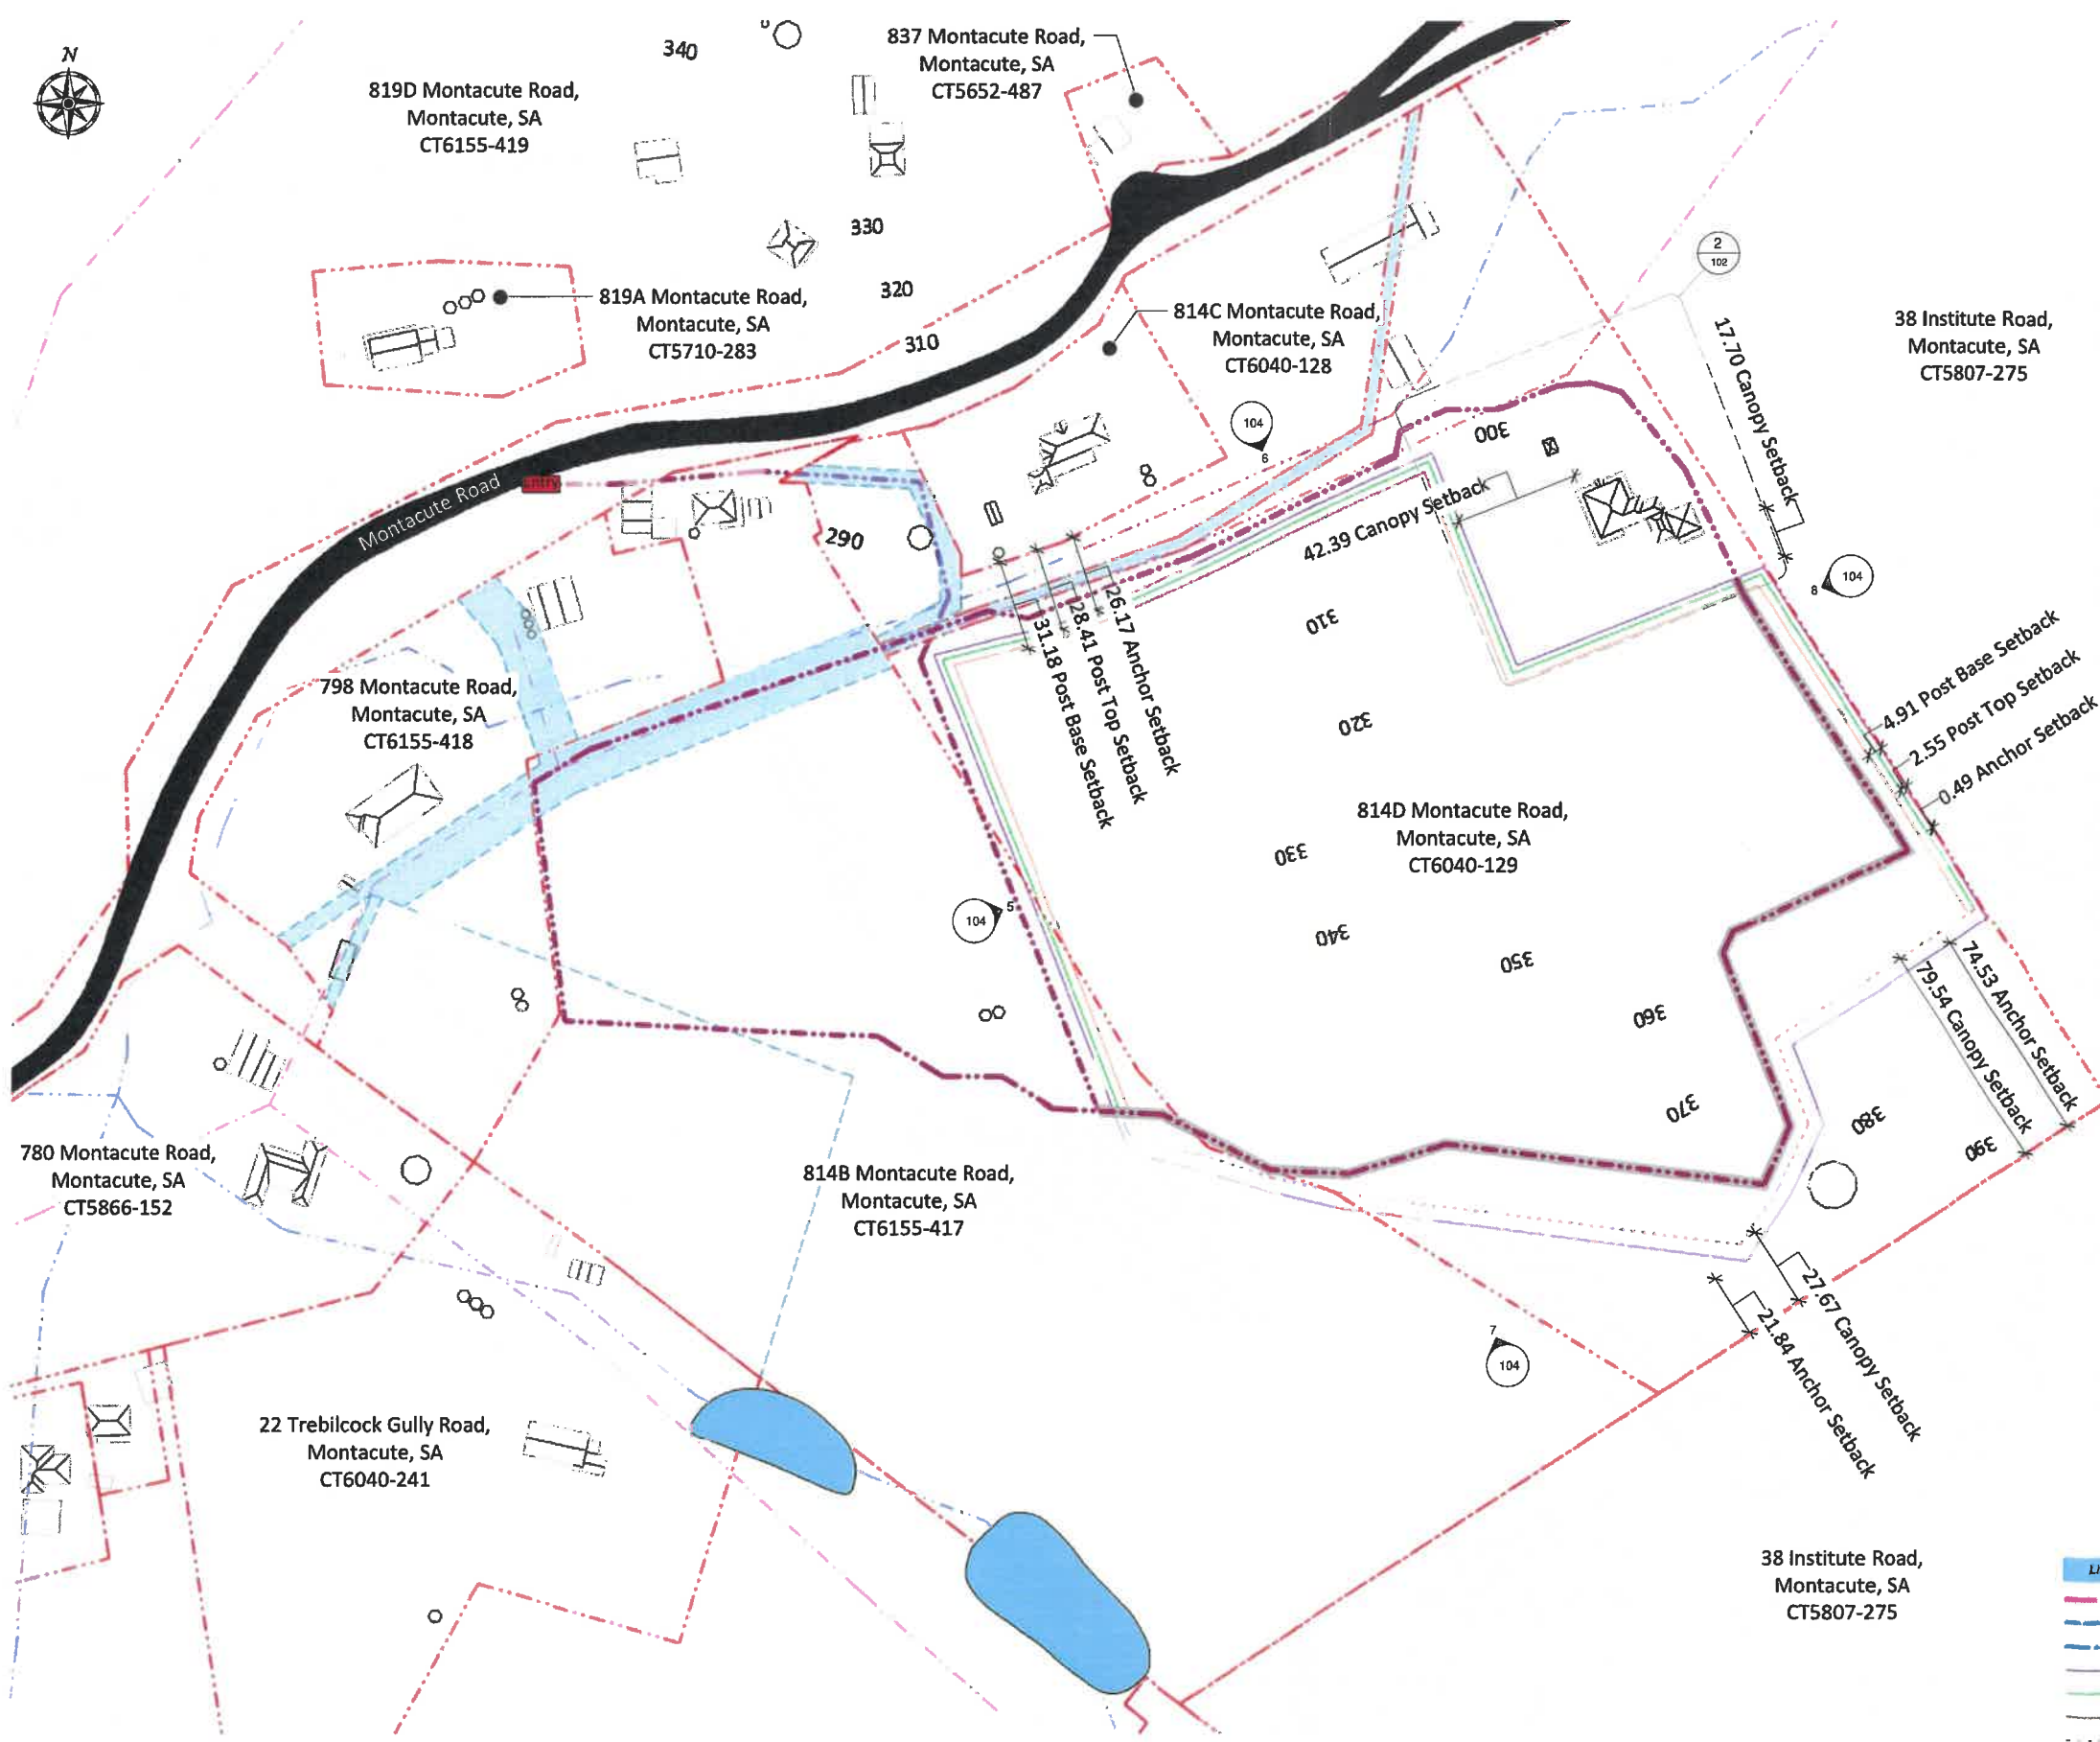 N
340
837 Montacute Road,
Montacute, SA
CT5652-487
819D Montacute Road,
Montacute, SA
CT6155-419
330
2
102
320
819A Montacute Road,
Montacute, SA
CT5710-283
814C Montacute Road,
Montacute, SA
CT6040-128
310
38 Institute Road,
Montacute, SA
CT5807-275
17.70 Canopy Setback
104
6
300
Entry
Montacute Road
290
42.39 Canopy Setback
8
104
310
26.17 Anchor Setback
28.41 Post Top Setback
31.18 Post Base Setback
4.91 Post Base Setback
2.55 Post Top Setback
0.49 Anchor Setback
798 Montacute Road,
Montacute, SA
CT6155-418
320
814D Montacute Road,
Montacute, SA
CT6040-129
330
104
5
340
350
360
74.53 Anchor Setback
79.54 Canopy Setback
370
380
390
780 Montacute Road,
Montacute, SA
CT5866-152
814B Montacute Road,
Montacute, SA
CT6155-417
27.67 Canopy Setback
21.84 Anchor Setback
7
104
22 Trebilcock Gully Road,
Montacute, SA
CT6040-241
38 Institute Road,
Montacute, SA
CT5807-275